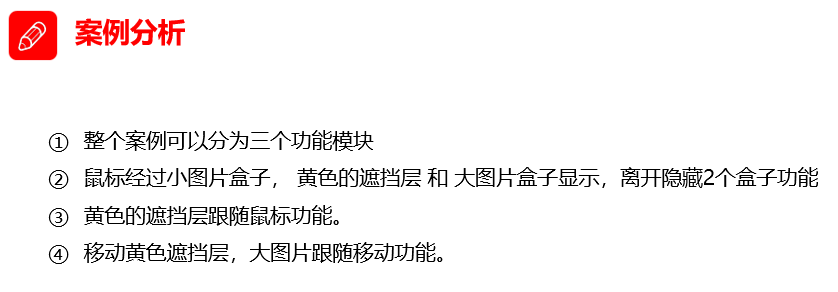 案例分析
① 整个案例可以分为三个功能模块
② 鼠标经过小图片盒子， 黄色的遮挡层 和 大图片盒子显示，离开隐藏2个盒子功能
③ 黄色的遮挡层跟随鼠标功能。
④ 移动黄色遮挡层，大图片跟随移动功能。